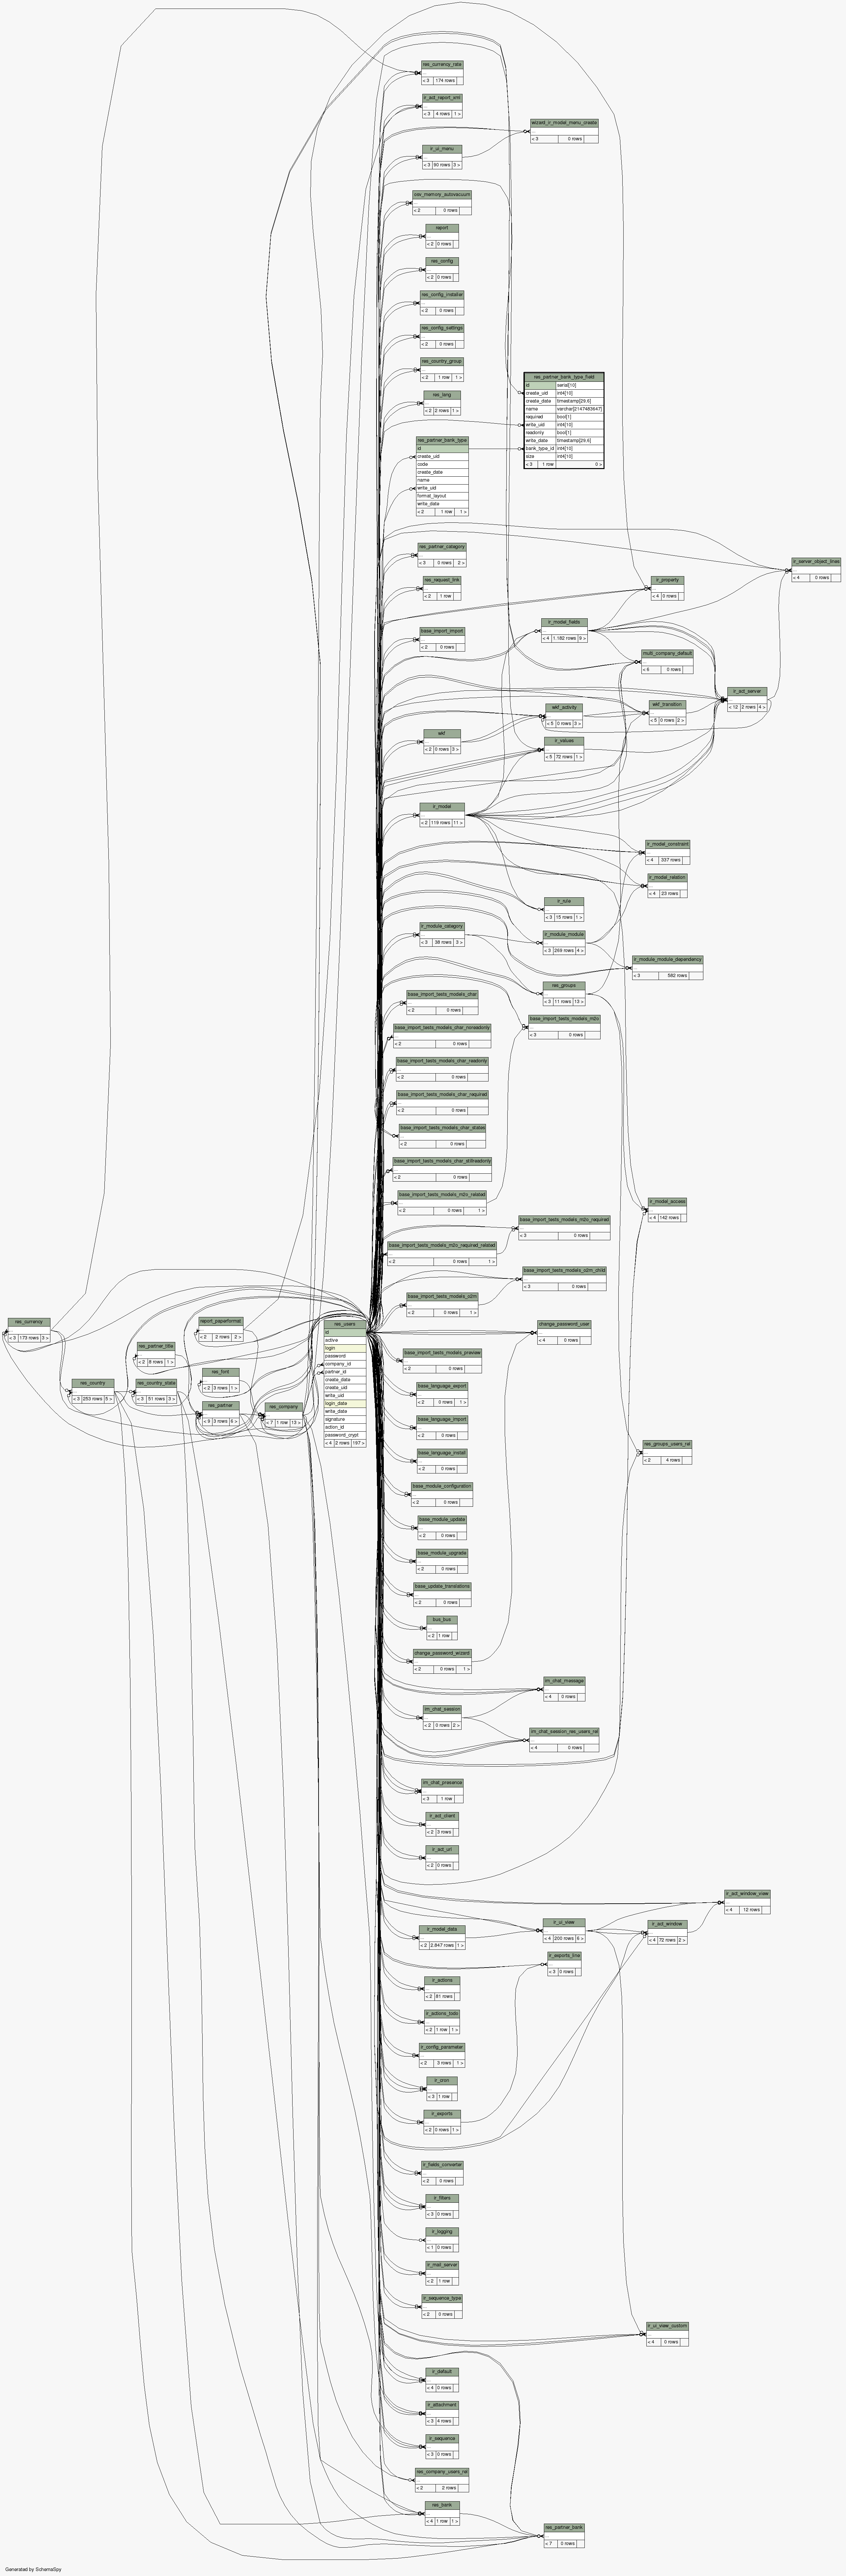 res_currency_rate
...
< 3 174 rows
ir_act_report_xml
...
< 3 4 rows 1 >
wizard_ir_model_menu_create
...
< 3 0 rows
ir_ui_menu
...
< 3 90 rows 3 >
osv_memory_autovacuum
...
< 2 0 rows
report
...
< 2 0 rows
res_config
...
< 2 0 rows
res_config_installer
...
< 2 0 rows
res_config_settings
...
< 2 0 rows
res_country_group
...
< 2 1 row 1 >
res_lang
...
< 2 2 rows 1 >
res_partner_bank_type_field
id serial[10]
create_uid int4[10]
create_date timestamp[29,6]
name varchar[2147483647]
required bool[1]
write_uid int4[10]
readonly bool[1]
write_date timestamp[29,6]
bank_type_id int4[10]
size int4[10]
< 3 1 row 0 >
res_partner_bank_type
id
create_uid
code
create_date
name
write_uid
format_layout
write_date
< 2 1 row 1 >
res_partner_category
...
< 3 0 rows 2 >
ir_server_object_lines
...
< 4 0 rows
res_request_link
...
< 2 1 row
ir_property
...
< 4 0 rows
ir_model_fields
...
< 4 1.182 rows 9 >
base_import_import
...
< 2 0 rows
multi_company_default
...
< 6 0 rows
ir_act_server
...
< 12 2 rows 4 >
wkf_transition
...
< 5 0 rows 2 >
wkf_activity
...
< 5 0 rows 3 >
wkf
...
< 2 0 rows 3 >
ir_values
...
< 5 72 rows 1 >
ir_model
...
< 2 119 rows 11 >
ir_model_constraint
...
< 4 337 rows
ir_model_relation
...
< 4 23 rows
ir_rule
...
< 3 15 rows 1 >
ir_module_category
...
< 3 38 rows 3 >
ir_module_module
...
< 3 269 rows 4 >
ir_module_module_dependency
...
< 3 582 rows
res_groups
...
< 3 11 rows 13 >
base_import_tests_models_char
...
< 2 0 rows
base_import_tests_models_m2o
...
< 3 0 rows
base_import_tests_models_char_noreadonly
...
< 2 0 rows
base_import_tests_models_char_readonly
...
< 2 0 rows
base_import_tests_models_char_required
...
< 2 0 rows
base_import_tests_models_char_states
...
< 2 0 rows
base_import_tests_models_char_stillreadonly
...
< 2 0 rows
base_import_tests_models_m2o_related
...
< 2 0 rows 1 >
ir_model_access
...
< 4 142 rows
base_import_tests_models_m2o_required
...
< 3 0 rows
base_import_tests_models_m2o_required_related
...
< 2 0 rows 1 >
base_import_tests_models_o2m_child
...
< 3 0 rows
base_import_tests_models_o2m
...
< 2 0 rows 1 >
res_currency
...
< 3 173 rows 3 >
report_paperformat
...
< 2 2 rows 2 >
res_partner_title
...
< 2 8 rows 1 >
res_font
...
< 2 3 rows 1 >
res_country
...
< 3 253 rows 5 >
res_country_state
...
< 3 51 rows 3 >
res_partner
...
< 9 3 rows 6 >
res_company
...
< 7 1 row 13 >
res_users
id
active
login
password
company_id
partner_id
create_date
create_uid
write_uid
login_date
write_date
signature
action_id
password_crypt
< 4 2 rows 197 >
change_password_user
...
< 4 0 rows
base_import_tests_models_preview
...
< 2 0 rows
base_language_export
...
< 2 0 rows 1 >
base_language_import
...
< 2 0 rows
base_language_install
...
< 2 0 rows
res_groups_users_rel
...
< 2 4 rows
base_module_configuration
...
< 2 0 rows
base_module_update
...
< 2 0 rows
base_module_upgrade
...
< 2 0 rows
base_update_translations
...
< 2 0 rows
bus_bus
...
< 2 1 row
change_password_wizard
...
< 2 0 rows 1 >
im_chat_message
...
< 4 0 rows
im_chat_session
...
< 2 0 rows 2 >
im_chat_session_res_users_rel
...
< 4 0 rows
im_chat_presence
...
< 3 1 row
ir_act_client
...
< 2 3 rows
ir_act_url
...
< 2 0 rows
ir_act_window_view
...
< 4 12 rows
ir_model_data
...
< 2 2.847 rows 1 >
ir_ui_view
...
< 4 200 rows 6 >
ir_act_window
...
< 4 72 rows 2 >
ir_exports_line
...
< 3 0 rows
ir_actions
...
< 2 81 rows
ir_actions_todo
...
< 2 1 row 1 >
ir_config_parameter
...
< 2 3 rows 1 >
ir_cron
...
< 3 1 row
ir_exports
...
< 2 0 rows 1 >
ir_fields_converter
...
< 2 0 rows
ir_filters
...
< 3 0 rows
ir_logging
...
< 1 0 rows
ir_mail_server
...
< 2 1 row
ir_sequence_type
...
< 2 0 rows
ir_ui_view_custom
...
< 4 0 rows
ir_default
...
< 4 0 rows
ir_attachment
...
< 3 4 rows
ir_sequence
...
< 3 0 rows
res_company_users_rel
...
< 2 2 rows
res_bank
...
< 4 1 row 1 >
res_partner_bank
...
< 7 0 rows
Generated by SchemaSpy